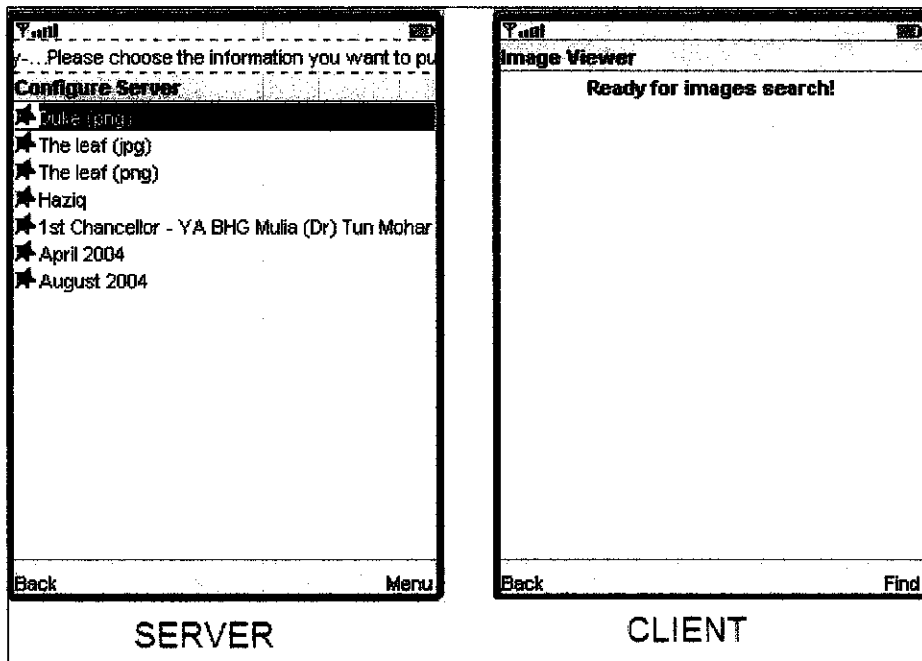 y-...Please choose the information you want to pu
Configure Server
Duke (png)
The leaf (jpg)
The leaf (png)
Haziq
1st Chancellor - YA BHG Mulia (Dr) Tun Mohar
April 2004
August 2004
Back Menu
SERVER
Image Viewer
Ready for images search!
Back Find
CLIENT